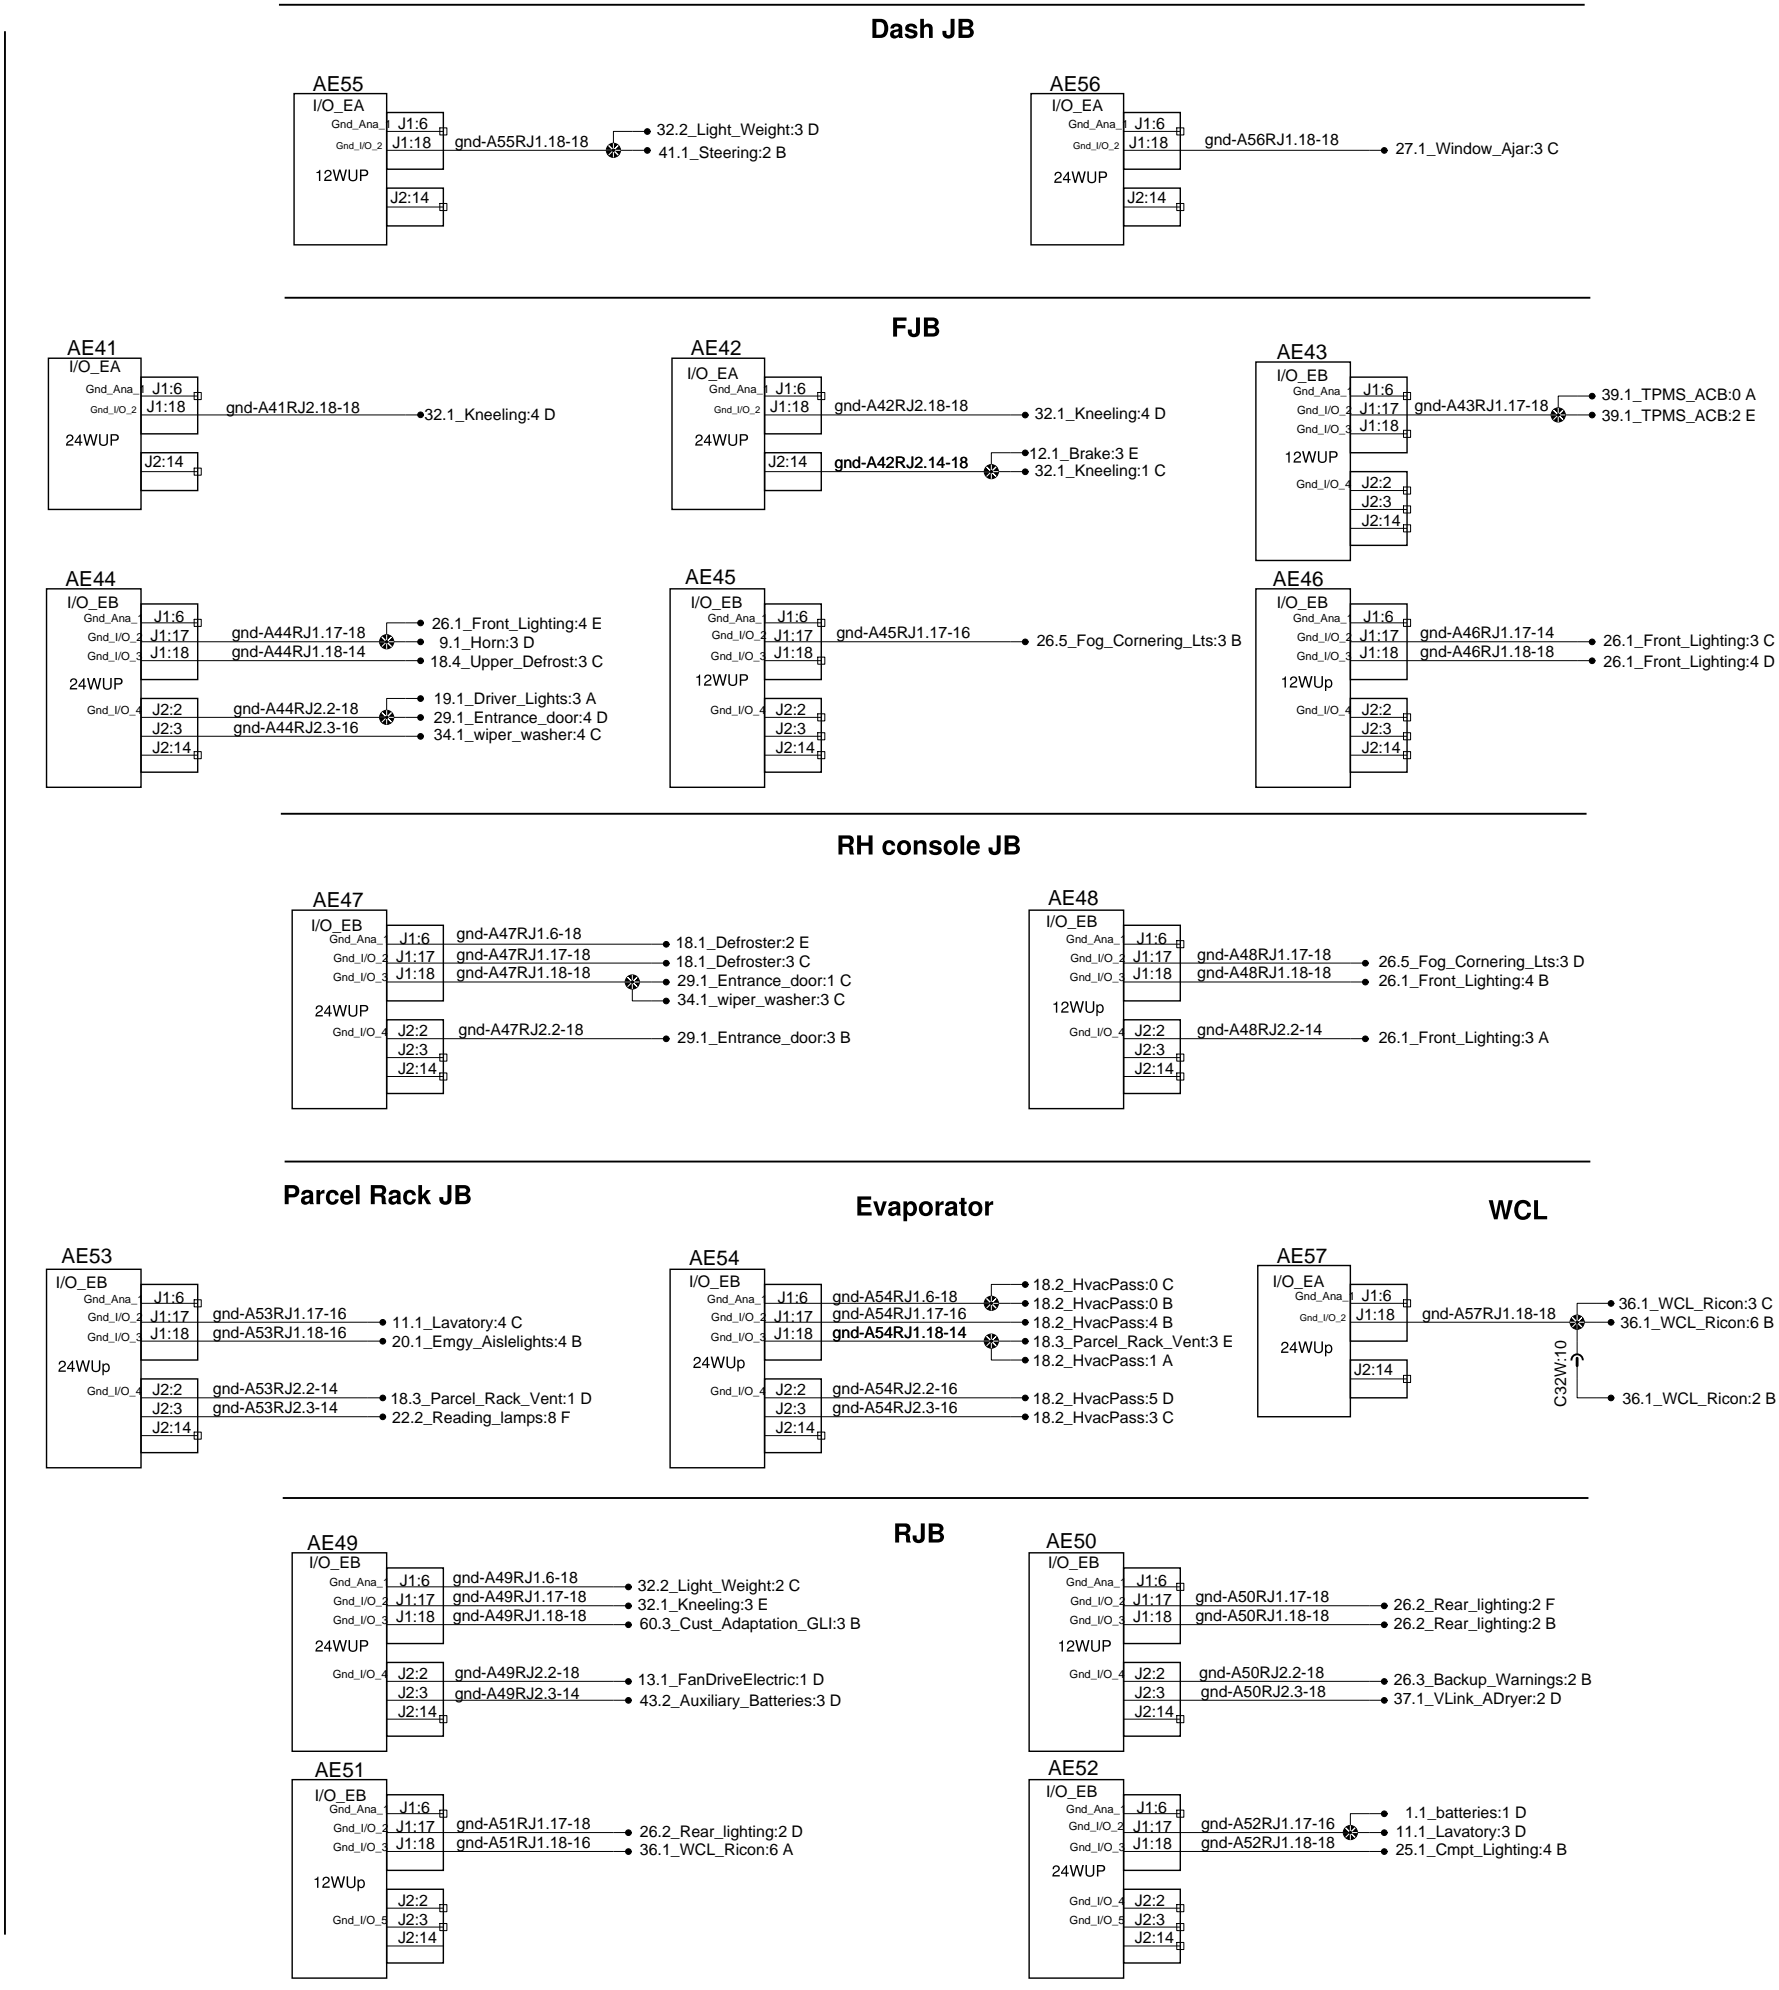 Dash JB
AE55
I/O_EA
Gnd_Ana_1 J1:6
Gnd_I/O_2 J1:18 gnd-A55RJ1.18-18
32.2_Light_Weight:3 D
41.1_Steering:2 B
12WUP
J2:14
AE56
I/O_EA
Gnd_Ana_1 J1:6
Gnd_I/O_2 J1:18 gnd-A56RJ1.18-18 27.1_Window_Ajar:3 C
24WUP
J2:14
FJB
AE41
I/O_EA
Gnd_Ana_1 J1:6
Gnd_I/O_2 J1:18 gnd-A41RJ2.18-18 32.1_Kneeling:4 D
24WUP
J2:14
AE42
I/O_EA
Gnd_Ana_1 J1:6
Gnd_I/O_2 J1:18 gnd-A42RJ2.18-18 32.1_Kneeling:4 D
24WUP
J2:14 gnd-A42RJ2.14-18
12.1_Brake:3 E
32.1_Kneeling:1 C
AE43
I/O_EB
Gnd_Ana_1 J1:6
Gnd_I/O_2 J1:17 gnd-A43RJ1.17-18
39.1_TPMS_ACB:0 A
39.1_TPMS_ACB:2 E
Gnd_I/O_3 J1:18
12WUP
Gnd_I/O_4 J2:2
J2:3
J2:14
AE44
I/O_EB
Gnd_Ana_1 J1:6
Gnd_I/O_2 J1:17 gnd-A44RJ1.17-18
26.1_Front_Lighting:4 E
9.1_Horn:3 D
Gnd_I/O_3 J1:18 gnd-A44RJ1.18-14 18.4_Upper_Defrost:3 C
24WUP
Gnd_I/O_4 J2:2 gnd-A44RJ2.2-18
19.1_Driver_Lights:3 A
29.1_Entrance_door:4 D
J2:3 gnd-A44RJ2.3-16 34.1_wiper_washer:4 C
J2:14
AE45
I/O_EB
Gnd_Ana_1 J1:6
Gnd_I/O_2 J1:17 gnd-A45RJ1.17-16 26.5_Fog_Cornering_Lts:3 B
Gnd_I/O_3 J1:18
12WUP
Gnd_I/O_4 J2:2
J2:3
J2:14
AE46
I/O_EB
Gnd_Ana_1 J1:6
Gnd_I/O_2 J1:17 gnd-A46RJ1.17-14 26.1_Front_Lighting:3 C
Gnd_I/O_3 J1:18 gnd-A46RJ1.18-18 26.1_Front_Lighting:4 D
12WUp
Gnd_I/O_4 J2:2
J2:3
J2:14
RH console JB
AE47
I/O_EB
Gnd_Ana_1 J1:6 gnd-A47RJ1.6-18 18.1_Defroster:2 E
Gnd_I/O_2 J1:17 gnd-A47RJ1.17-18 18.1_Defroster:3 C
Gnd_I/O_3 J1:18 gnd-A47RJ1.18-18 29.1_Entrance_door:1 C
34.1_wiper_washer:3 C
24WUP
Gnd_I/O_4 J2:2 gnd-A47RJ2.2-18 29.1_Entrance_door:3 B
J2:3
J2:14
AE48
I/O_EB
Gnd_Ana_1 J1:6
Gnd_I/O_2 J1:17 gnd-A48RJ1.17-18 26.5_Fog_Cornering_Lts:3 D
Gnd_I/O_3 J1:18 gnd-A48RJ1.18-18 26.1_Front_Lighting:4 B
12WUp
Gnd_I/O_4 J2:2 gnd-A48RJ2.2-14 26.1_Front_Lighting:3 A
J2:3
J2:14
Parcel Rack JB
AE53
I/O_EB
Gnd_Ana_1 J1:6
Gnd_I/O_2 J1:17 gnd-A53RJ1.17-16 11.1_Lavatory:4 C
Gnd_I/O_3 J1:18 gnd-A53RJ1.18-16 20.1_Emgy_Aislelights:4 B
24WUp
Gnd_I/O_4 J2:2 gnd-A53RJ2.2-14 18.3_Parcel_Rack_Vent:1 D
J2:3 gnd-A53RJ2.3-14 22.2_Reading_lamps:8 F
J2:14
Evaporator
AE54
I/O_EB
18.2_HvacPass:0 C
Gnd_Ana_1 J1:6 gnd-A54RJ1.6-18 18.2_HvacPass:0 B
Gnd_I/O_2 J1:17 gnd-A54RJ1.17-16 18.2_HvacPass:4 B
Gnd_I/O_3 J1:18 gnd-A54RJ1.18-14 18.3_Parcel_Rack_Vent:3 E
18.2_HvacPass:1 A
24WUp
Gnd_I/O_4 J2:2 gnd-A54RJ2.2-16 18.2_HvacPass:5 D
J2:3 gnd-A54RJ2.3-16 18.2_HvacPass:3 C
J2:14
WCL
AE57
I/O_EA
Gnd_Ana_1 J1:6
36.1_WCL_Ricon:3 C
Gnd_I/O_2 J1:18 gnd-A57RJ1.18-18 36.1_WCL_Ricon:6 B
24WUp
C32W:10
J2:14
36.1_WCL_Ricon:2 B
RJB
AE49
I/O_EB
Gnd_Ana_1 J1:6 gnd-A49RJ1.6-18 32.2_Light_Weight:2 C
Gnd_I/O_2 J1:17 gnd-A49RJ1.17-18 32.1_Kneeling:3 E
Gnd_I/O_3 J1:18 gnd-A49RJ1.18-18 60.3_Cust_Adaptation_GLI:3 B
24WUP
Gnd_I/O_4 J2:2 gnd-A49RJ2.2-18 13.1_FanDriveElectric:1 D
J2:3 gnd-A49RJ2.3-14 43.2_Auxiliary_Batteries:3 D
J2:14
AE50
I/O_EB
Gnd_Ana_1 J1:6
Gnd_I/O_2 J1:17 gnd-A50RJ1.17-18 26.2_Rear_lighting:2 F
Gnd_I/O_3 J1:18 gnd-A50RJ1.18-18 26.2_Rear_lighting:2 B
12WUP
Gnd_I/O_4 J2:2 gnd-A50RJ2.2-18 26.3_Backup_Warnings:2 B
J2:3 gnd-A50RJ2.3-18 37.1_VLink_ADryer:2 D
J2:14
AE51
I/O_EB
Gnd_Ana_1 J1:6
Gnd_I/O_2 J1:17 gnd-A51RJ1.17-18 26.2_Rear_lighting:2 D
Gnd_I/O_3 J1:18 gnd-A51RJ1.18-16 36.1_WCL_Ricon:6 A
12WUp
J2:2
Gnd_I/O_5 J2:3
J2:14
AE52
I/O_EB
Gnd_Ana_1 J1:6
1.1_batteries:1 D
Gnd_I/O_2 J1:17 gnd-A52RJ1.17-16 11.1_Lavatory:3 D
Gnd_I/O_3 J1:18 gnd-A52RJ1.18-18 25.1_Cmpt_Lighting:4 B
24WUP
Gnd_I/O_4 J2:2
Gnd_I/O_5 J2:3
J2:14